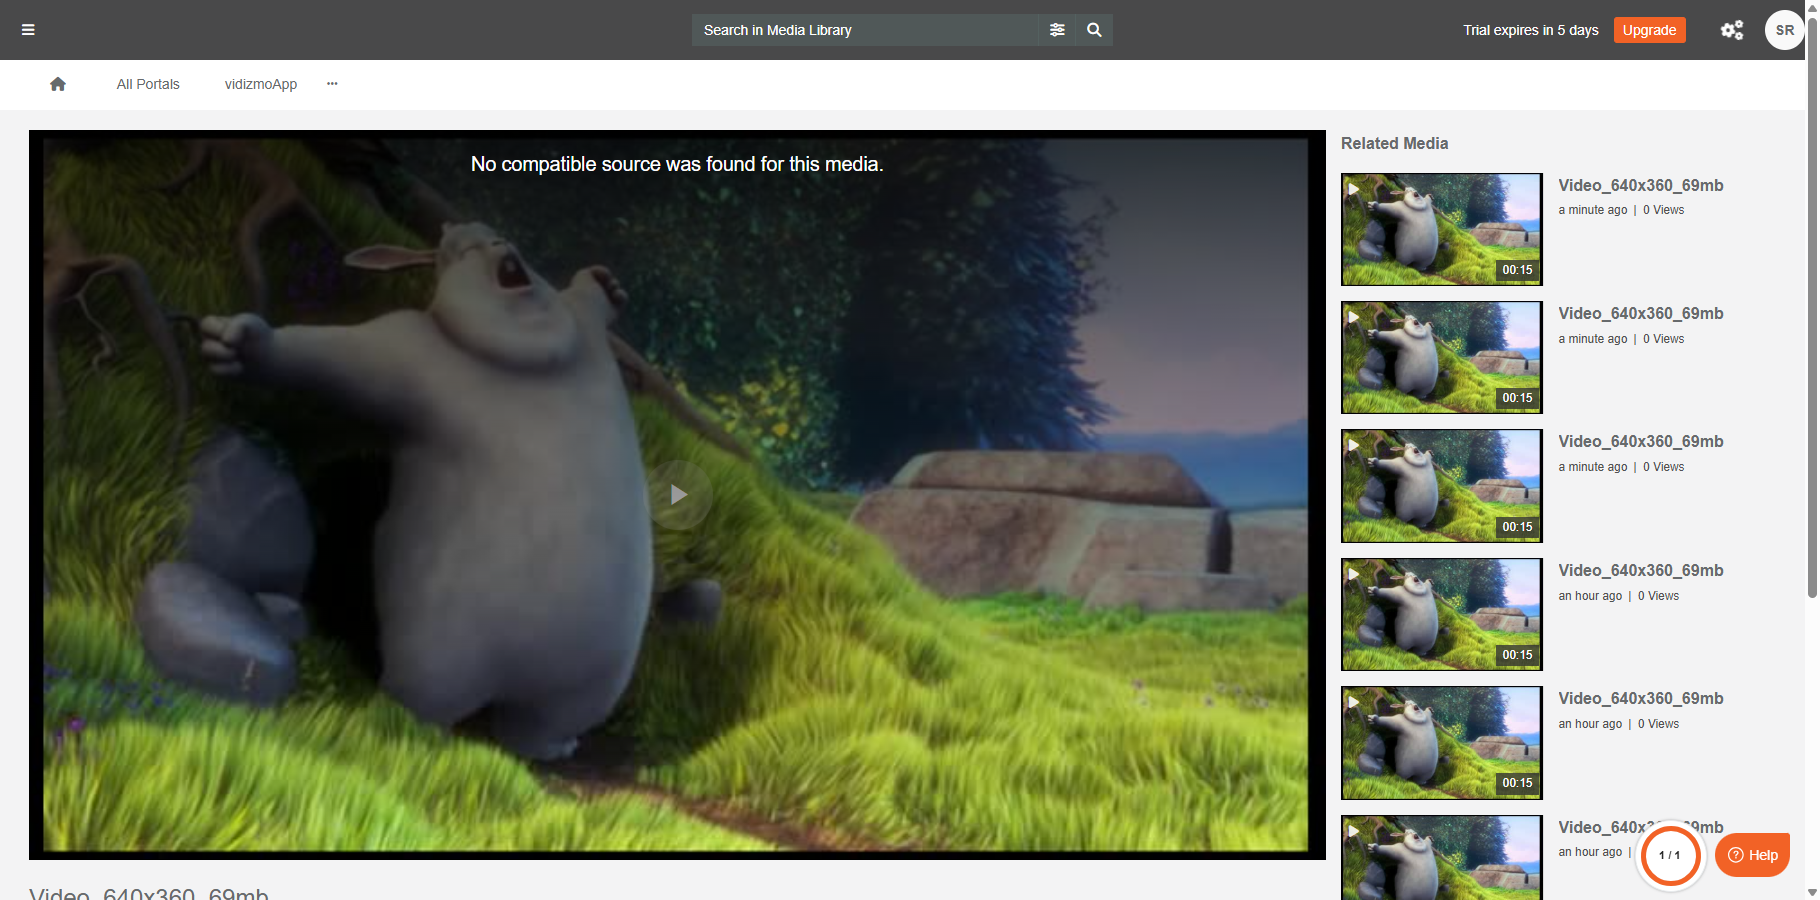 Search in Media Library
Trial expires in 5 days
Upgrade
SR
All Portals
vidizmoApp
No compatible source was found for this media.
Related Media
00:15
Video_640x360_69mb
a minute ago | 0 Views
00:15
Video_640x360_69mb
a minute ago | 0 Views
00:15
Video_640x360_69mb
a minute ago | 0 Views
00:15
Video_640x360_69mb
an hour ago | 0 Views
00:15
Video_640x360_69mb
an hour ago | 0 Views
an hour ago |
1 / 1
Help
Video_640x360_69mb